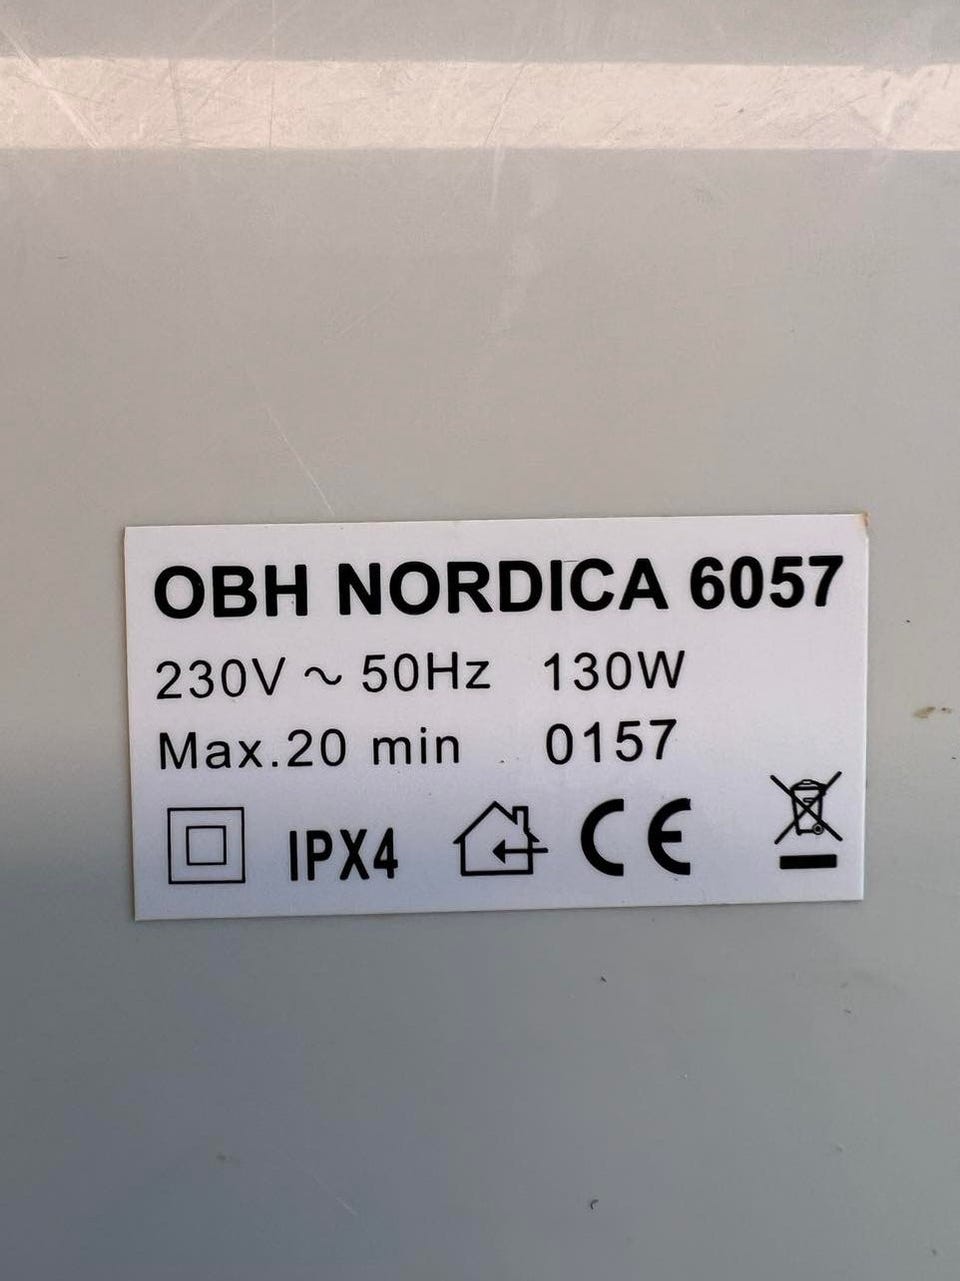 OBH NORDICA 6057
230V ~ 50Hz 130W
Max.20 min 0157
IPX4 CE